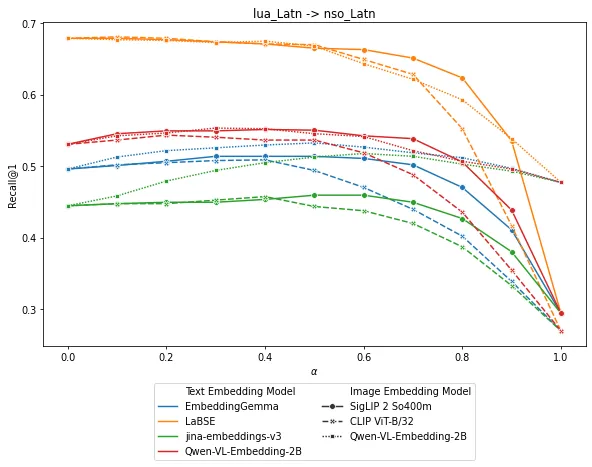 lua_Latn -> nso_Latn
Recall@1
0.7
0.6
0.5
0.4
0.3
0.0
0.2
0.4
0.6
0.8
1.0
α
Text Embedding Model
EmbeddingGemma
LaBSE
jina-embeddings-v3
Qwen-VL-Embedding-2B
Image Embedding Model
SigLIP 2 So400m
CLIP ViT-B/32
Qwen-VL-Embedding-2B